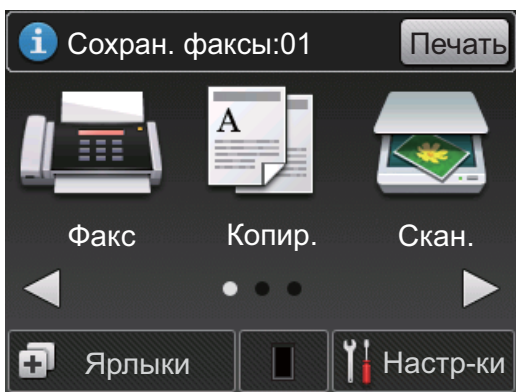 Сохран. факсы:01 Печать
A
Факс Копир. Скан.
Ярлыки Настр-ки